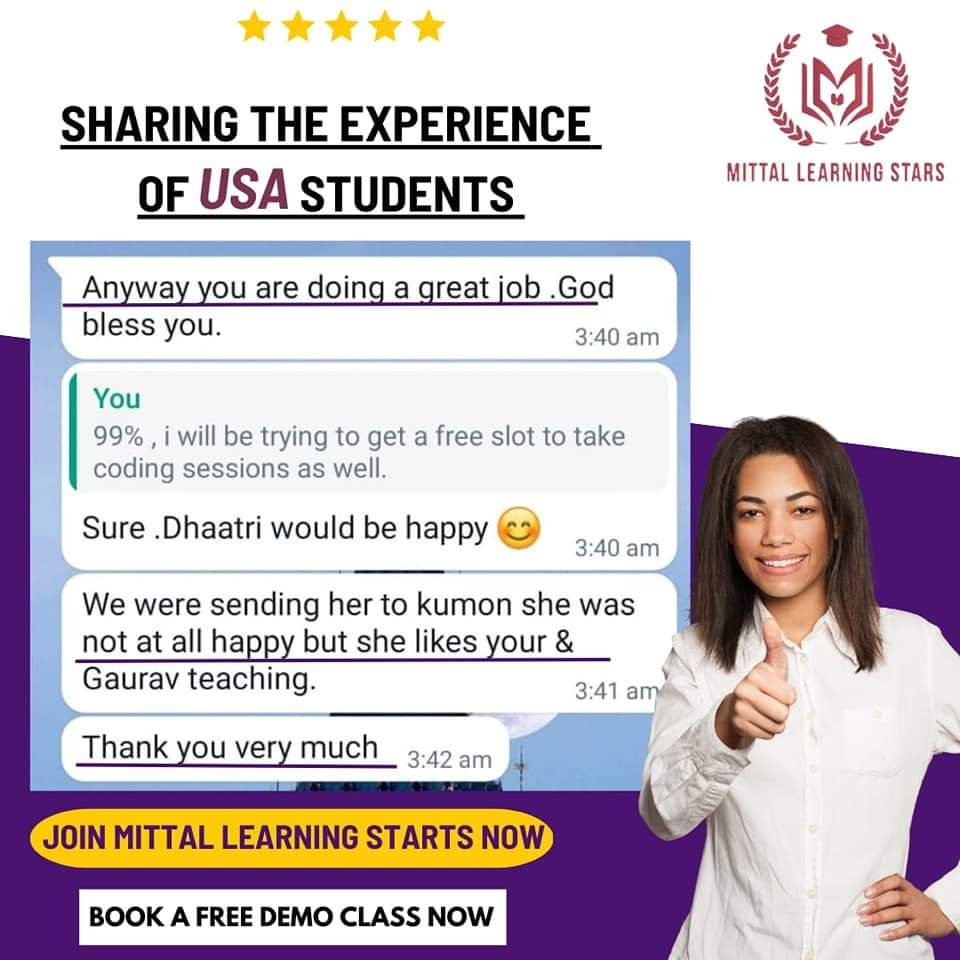 SHARING THE EXPERIENCE
OF USA STUDENTS
MITTAL LEARNING STARS
Anyway you are doing a great job .God
bless you.
3:40 am
You
99% , i will be trying to get a free slot to take
coding sessions as well.
Sure .Dhaatri would be happy 😊
3:40 am
We were sending her to kumon she was
not at all happy but she likes your &
Gaurav teaching.
3:41 am
Thank you very much
3:42 am
JOIN MITTAL LEARNING STARTS NOW
BOOK A FREE DEMO CLASS NOW